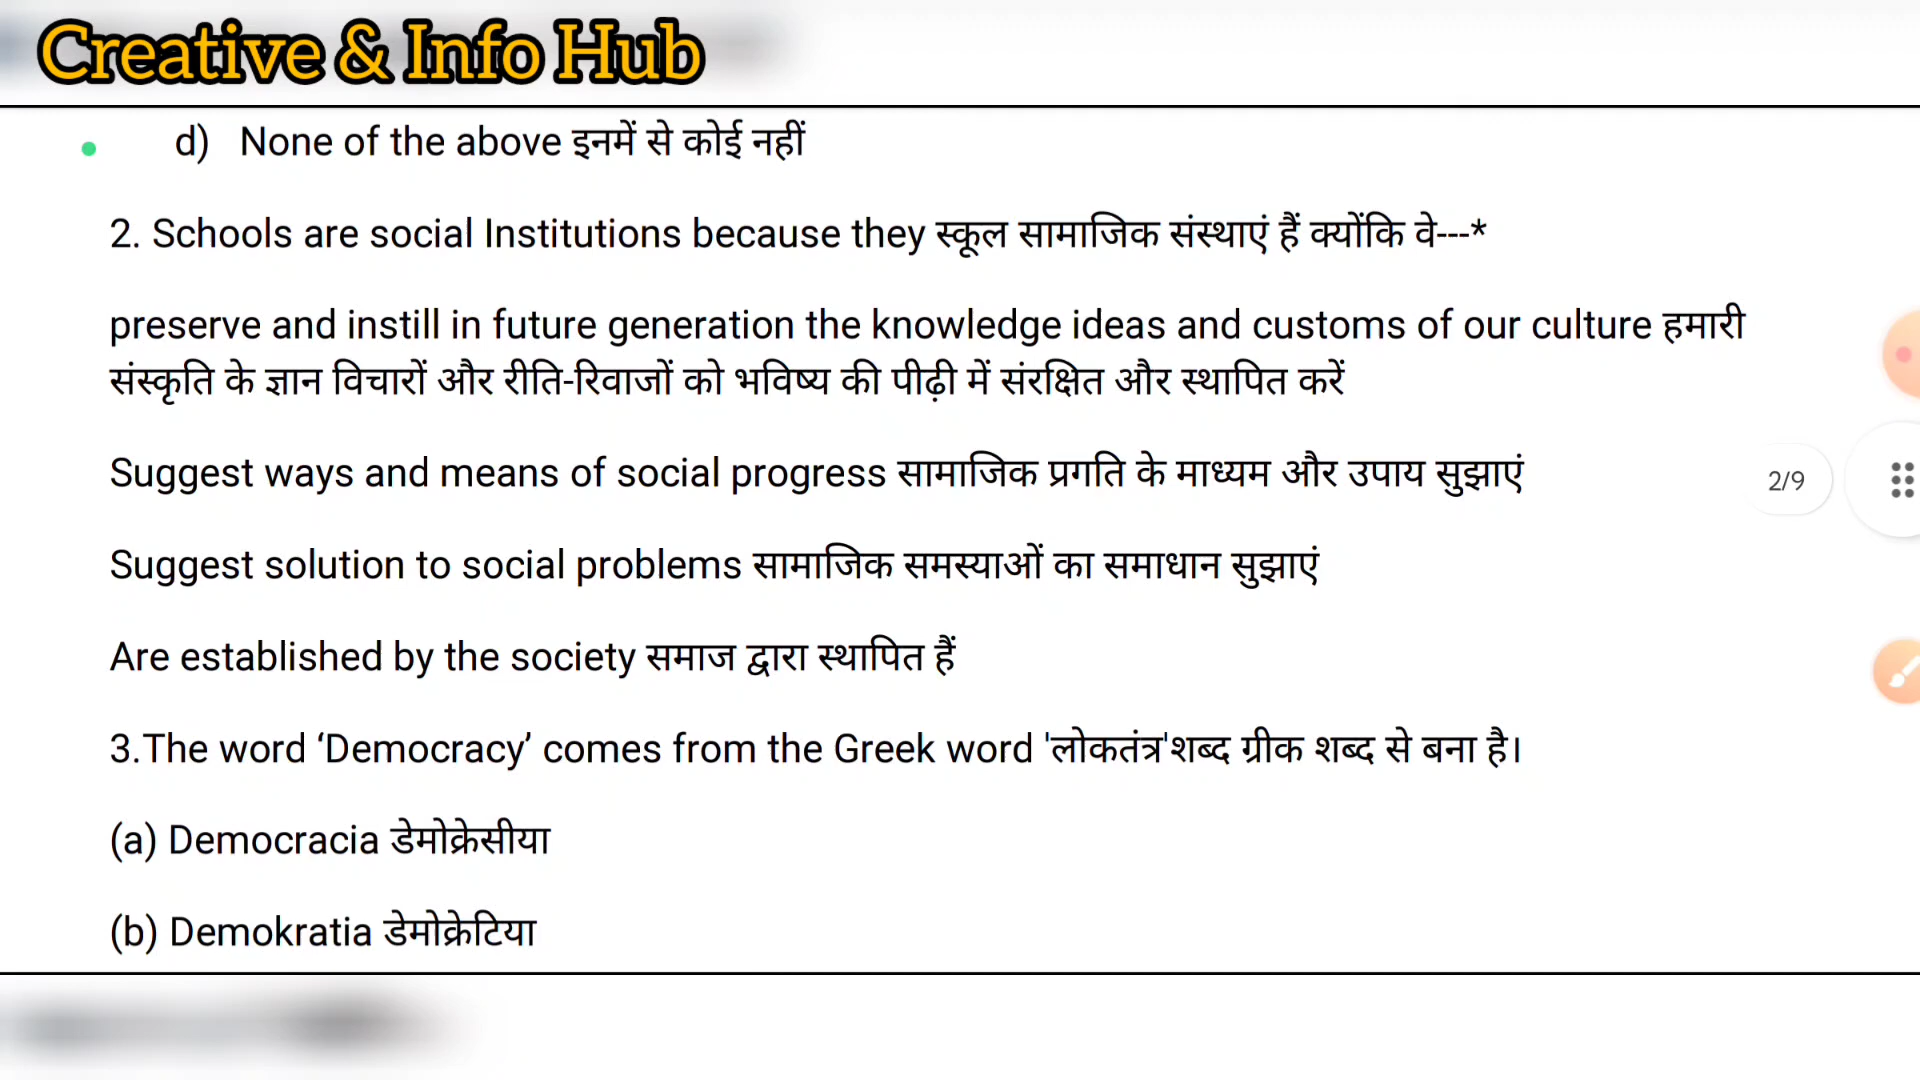 Creative & Info Hub
d) None of the above इनमें से कोई नहीं
2. Schools are social Institutions because they स्कूल सामाजिक संस्थाएं हैं क्योंकि वे---*
preserve and instill in future generation the knowledge ideas and customs of our culture हमारी
संस्कृति के ज्ञान विचारों और रीति-रिवाजों को भविष्य की पीढ़ी में संरक्षित और स्थापित करें
Suggest ways and means of social progress सामाजिक प्रगति के माध्यम और उपाय सुझाएं
2/9
Suggest solution to social problems सामाजिक समस्याओं का समाधान सुझाएं
Are established by the society समाज द्वारा स्थापित हैं
3.The word ‘Democracy’ comes from the Greek word 'लोकतंत्र'शब्द ग्रीक शब्द से बना है।
(a) Democracia डेमोक्रेसीया
(b) Demokratia डेमोक्रेटिया